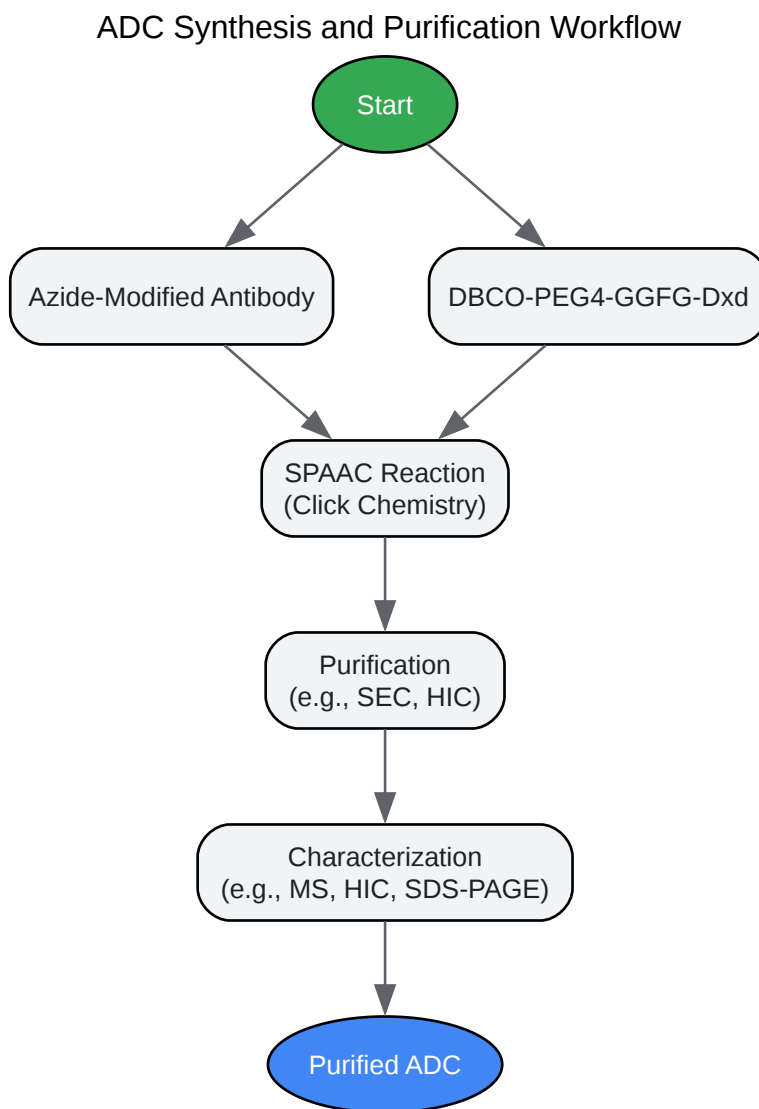 ADC Synthesis and Purification Workflow
Start
Azide-Modified Antibody
DBCO-PEG4-GGFG-Dxd
SPAAC Reaction
(Click Chemistry)
Purification
(e.g., SEC, HIC)
Characterization
(e.g., MS, HIC, SDS-PAGE)
Purified ADC